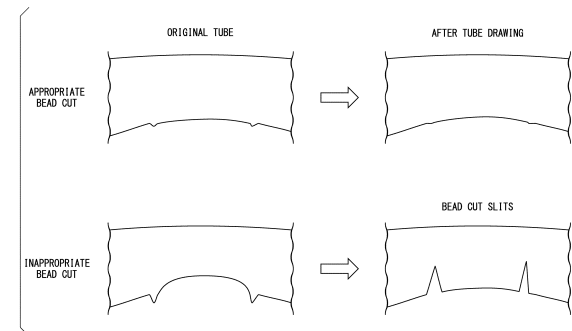 ORIGINAL TUBE
AFTER TUBE DRAWING
APPROPRIATE
BEAD CUT
BEAD CUT SLITS
INAPPROPRIATE
BEAD CUT